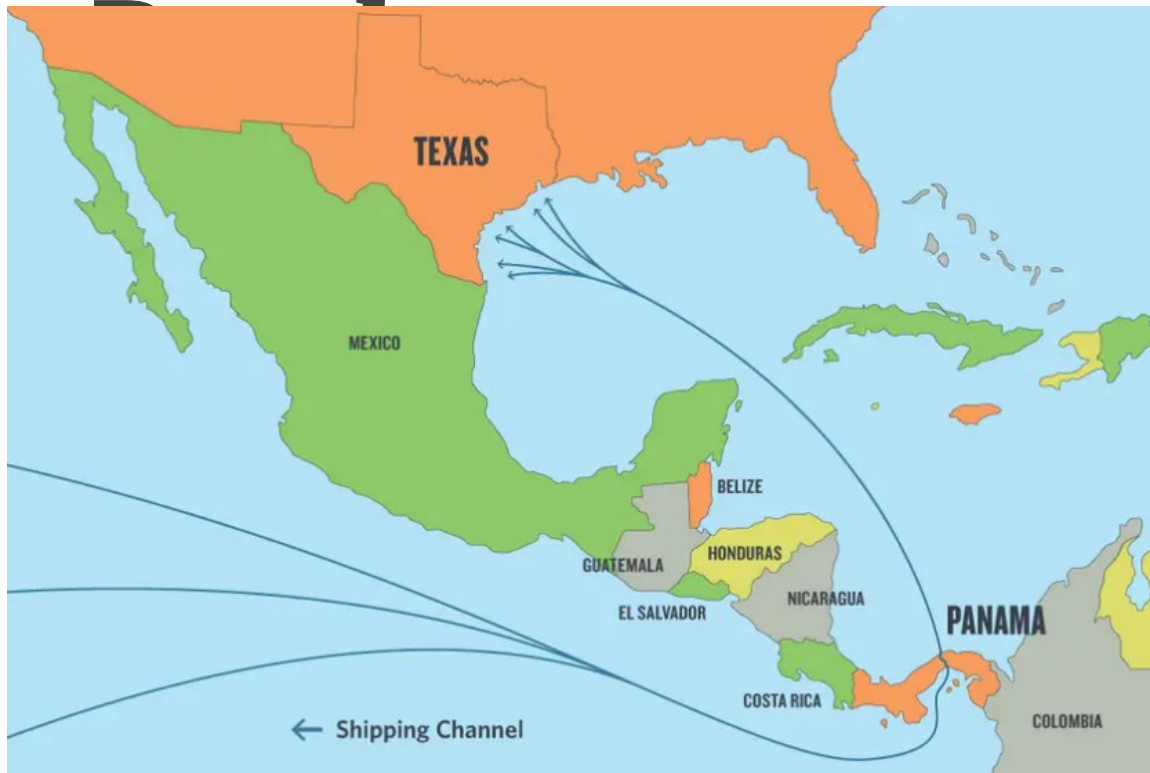 TEXAS
MEXICO
BELIZE
GUATEMALA
HONDURAS
EL SALVADOR
NICARAGUA
PANAMA
COSTA RICA
COLOMBIA
← Shipping Channel